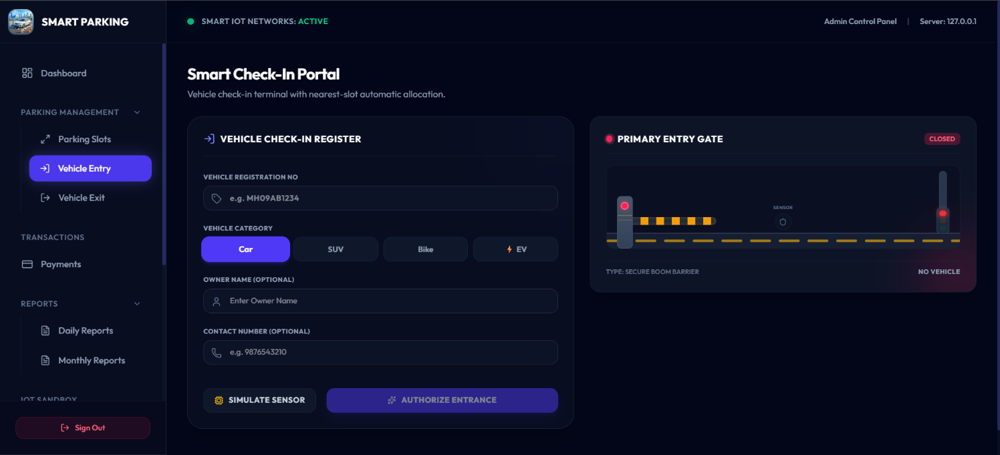 SMART PARKING
Dashboard
PARKING MANAGEMENT
Parking Slots
Vehicle Entry
Vehicle Exit
TRANSACTIONS
Payments
REPORTS
Daily Reports
Monthly Reports
IOT SANDBOX
Sign Out
SMART IOT NETWORKS: ACTIVE
Admin Control Panel | Server: 127.0.0.1
Smart Check-In Portal
Vehicle check-in terminal with nearest-slot automatic allocation.
VEHICLE CHECK-IN REGISTER
VEHICLE REGISTRATION NO
e.g. MH09AB1234
VEHICLE CATEGORY
Car SUV Bike EV
OWNER NAME (OPTIONAL)
Enter Owner Name
CONTACT NUMBER (OPTIONAL)
e.g. 9876543210
SIMULATE SENSOR AUTHORIZE ENTRANCE
PRIMARY ENTRY GATE CLOSED
SENSOR
TYPE: SECURE BOOM BARRIER NO VEHICLE